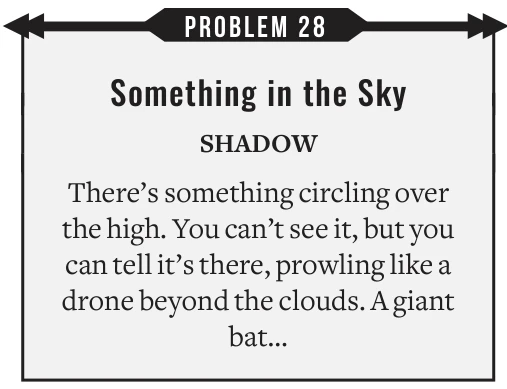 PROBLEM 28
Something in the Sky
SHADOW
There’s something circling over
the high. You can’t see it, but you
can tell it’s there, prowling like a
drone beyond the clouds. A giant
bat...